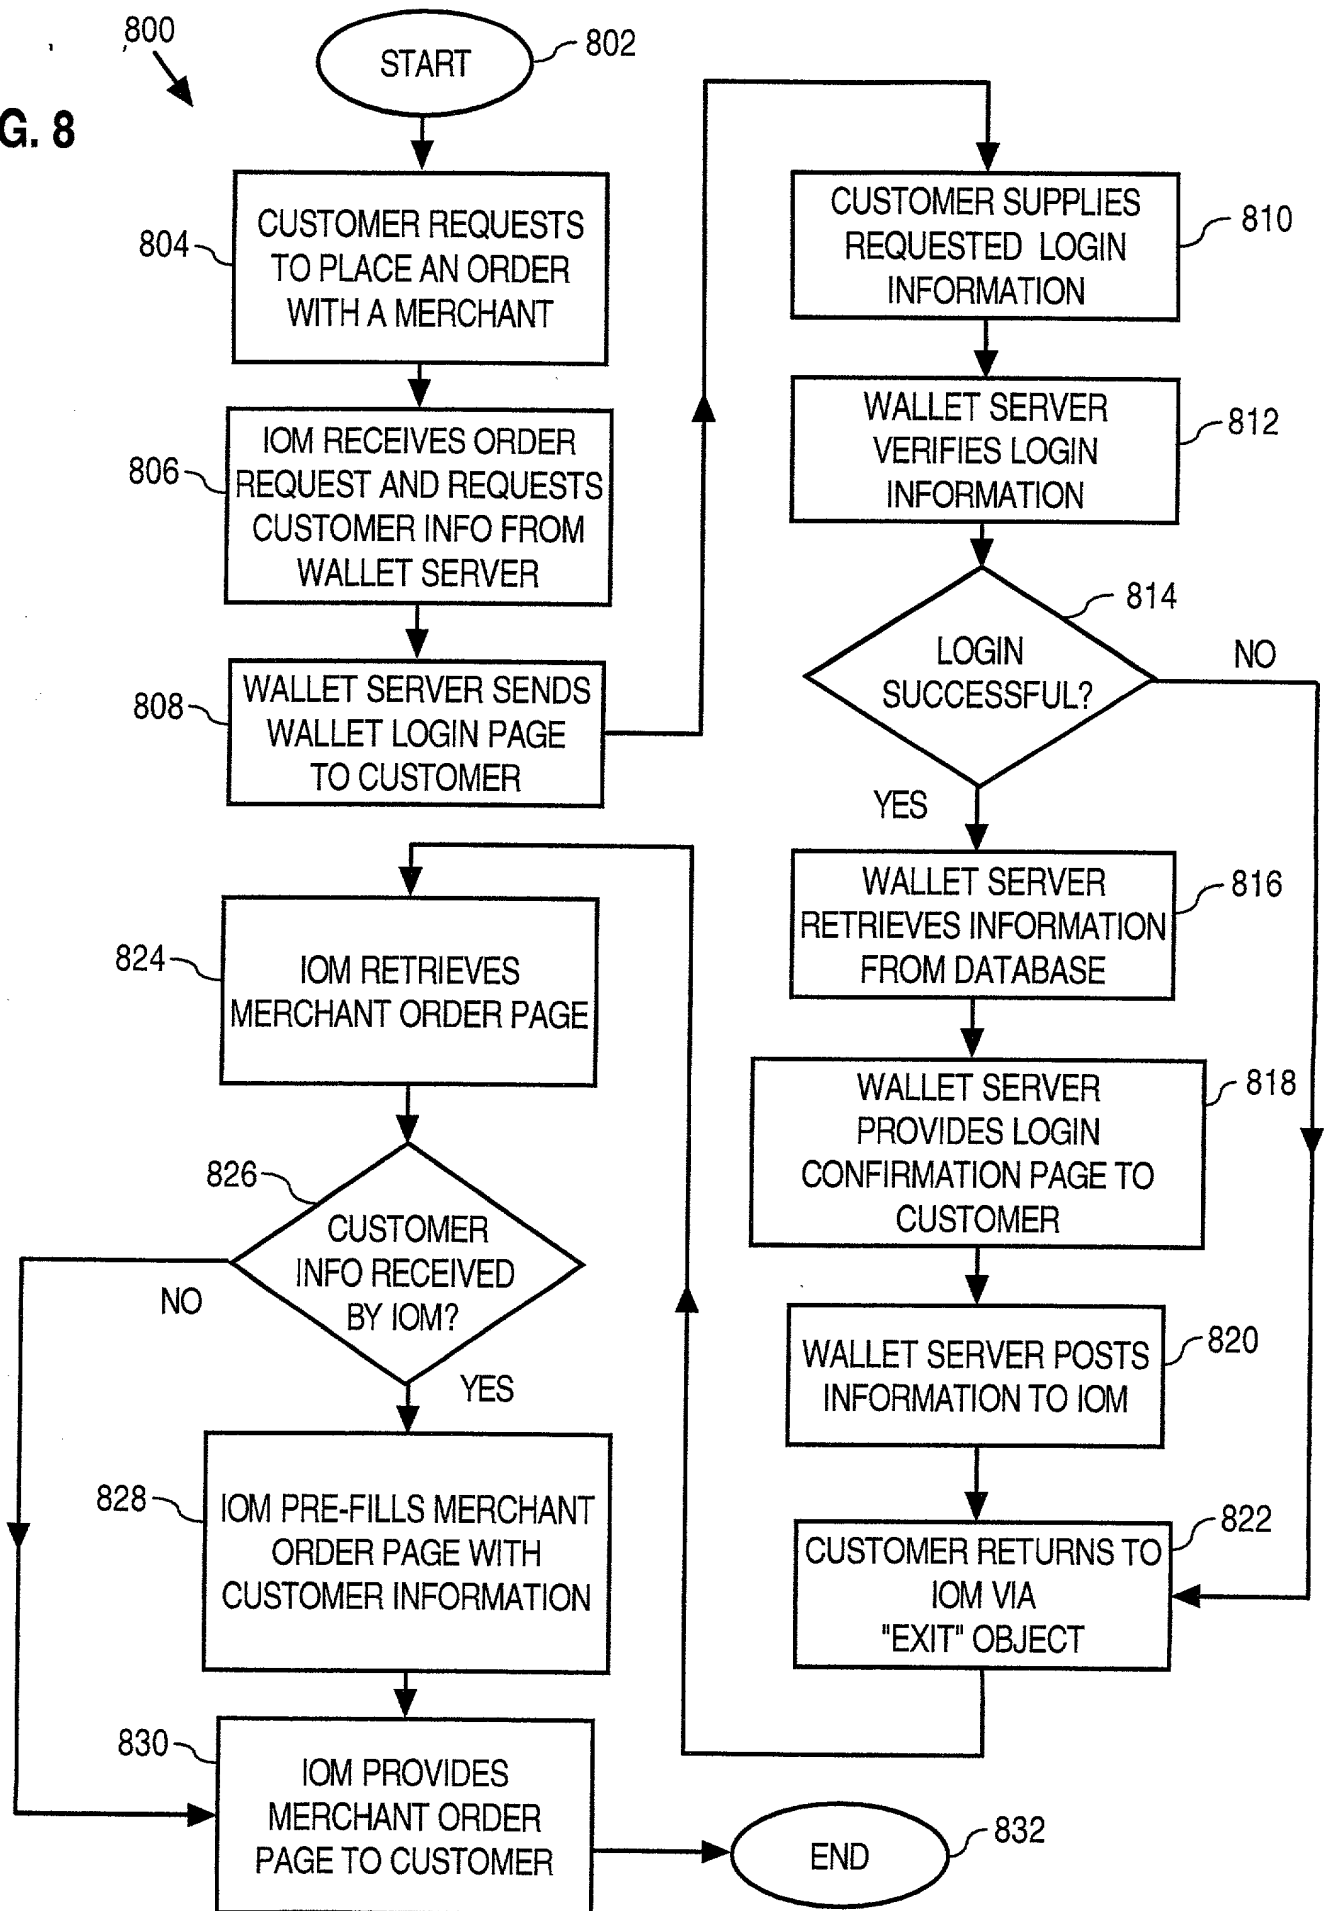 800
G. 8
START
802
804
CUSTOMER REQUESTS
TO PLACE AN ORDER
WITH A MERCHANT
806
IOM RECEIVES ORDER
REQUEST AND REQUESTS
CUSTOMER INFO FROM
WALLET SERVER
808
WALLET SERVER SENDS
WALLET LOGIN PAGE
TO CUSTOMER
CUSTOMER SUPPLIES
REQUESTED LOGIN
INFORMATION
810
WALLET SERVER
VERIFIES LOGIN
INFORMATION
812
LOGIN
SUCCESSFUL?
814
NO
YES
WALLET SERVER
RETRIEVES INFORMATION
FROM DATABASE
816
WALLET SERVER
PROVIDES LOGIN
CONFIRMATION PAGE TO
CUSTOMER
818
WALLET SERVER POSTS
INFORMATION TO IOM
820
CUSTOMER RETURNS TO
IOM VIA
"EXIT" OBJECT
822
824
IOM RETRIEVES
MERCHANT ORDER PAGE
826
CUSTOMER
INFO RECEIVED
BY IOM?
NO
YES
828
IOM PRE-FILLS MERCHANT
ORDER PAGE WITH
CUSTOMER INFORMATION
830
IOM PROVIDES
MERCHANT ORDER
PAGE TO CUSTOMER
END
832